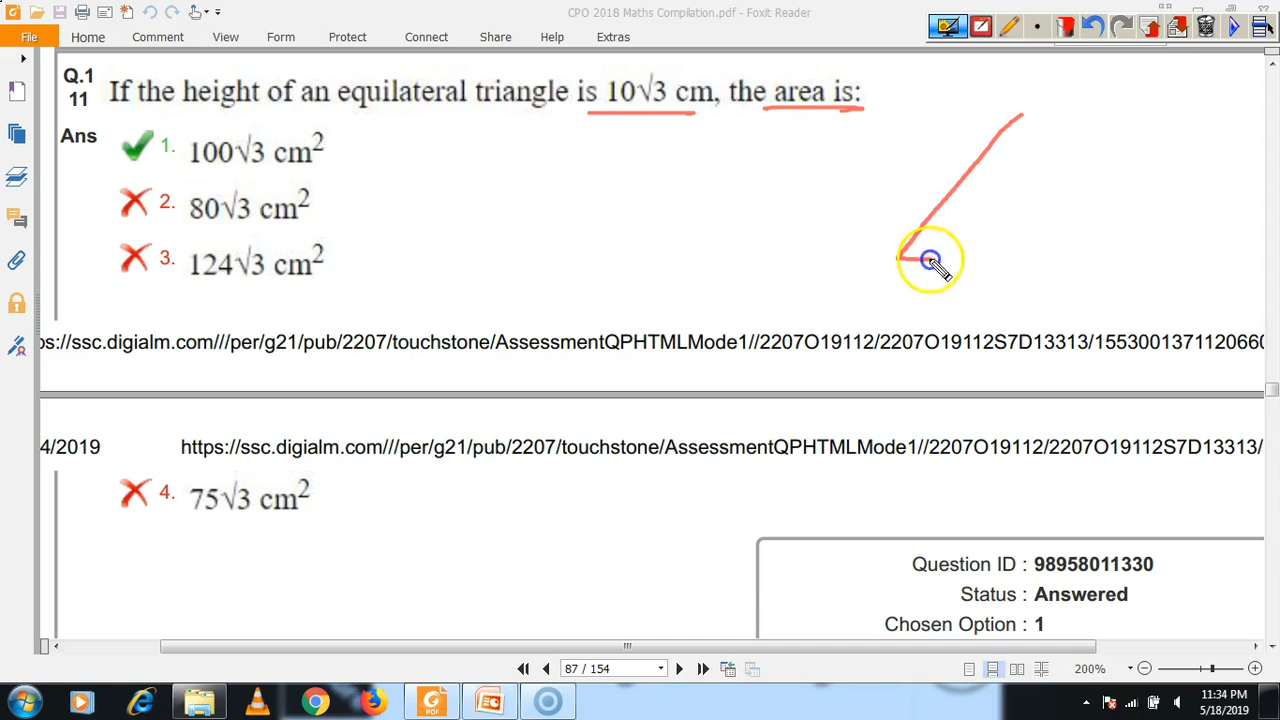 CPO 2018 Maths Compilation.pdf - Foxit Reader
File Home Comment View Form Protect Connect Share Help Extras
Q.1 If the height of an equilateral triangle is 10√3 cm, the area is:
11
Ans
1. 100√3 cm²
2. 80√3 cm²
3. 124√3 cm²
ps://ssc.digialm.com///per/g21/pub/2207/touchstone/AssessmentQPHTMLMode1//2207O19112/2207O19112S7D13313/1553001371120660
4/2019 https://ssc.digialm.com///per/g21/pub/2207/touchstone/AssessmentQPHTMLMode1//2207O19112/2207O19112S7D13313/
4. 75√3 cm²
Question ID : 98958011330
Status : Answered
Chosen Option : 1
87 / 154
200%
PDF
11:34 PM
5/18/2019